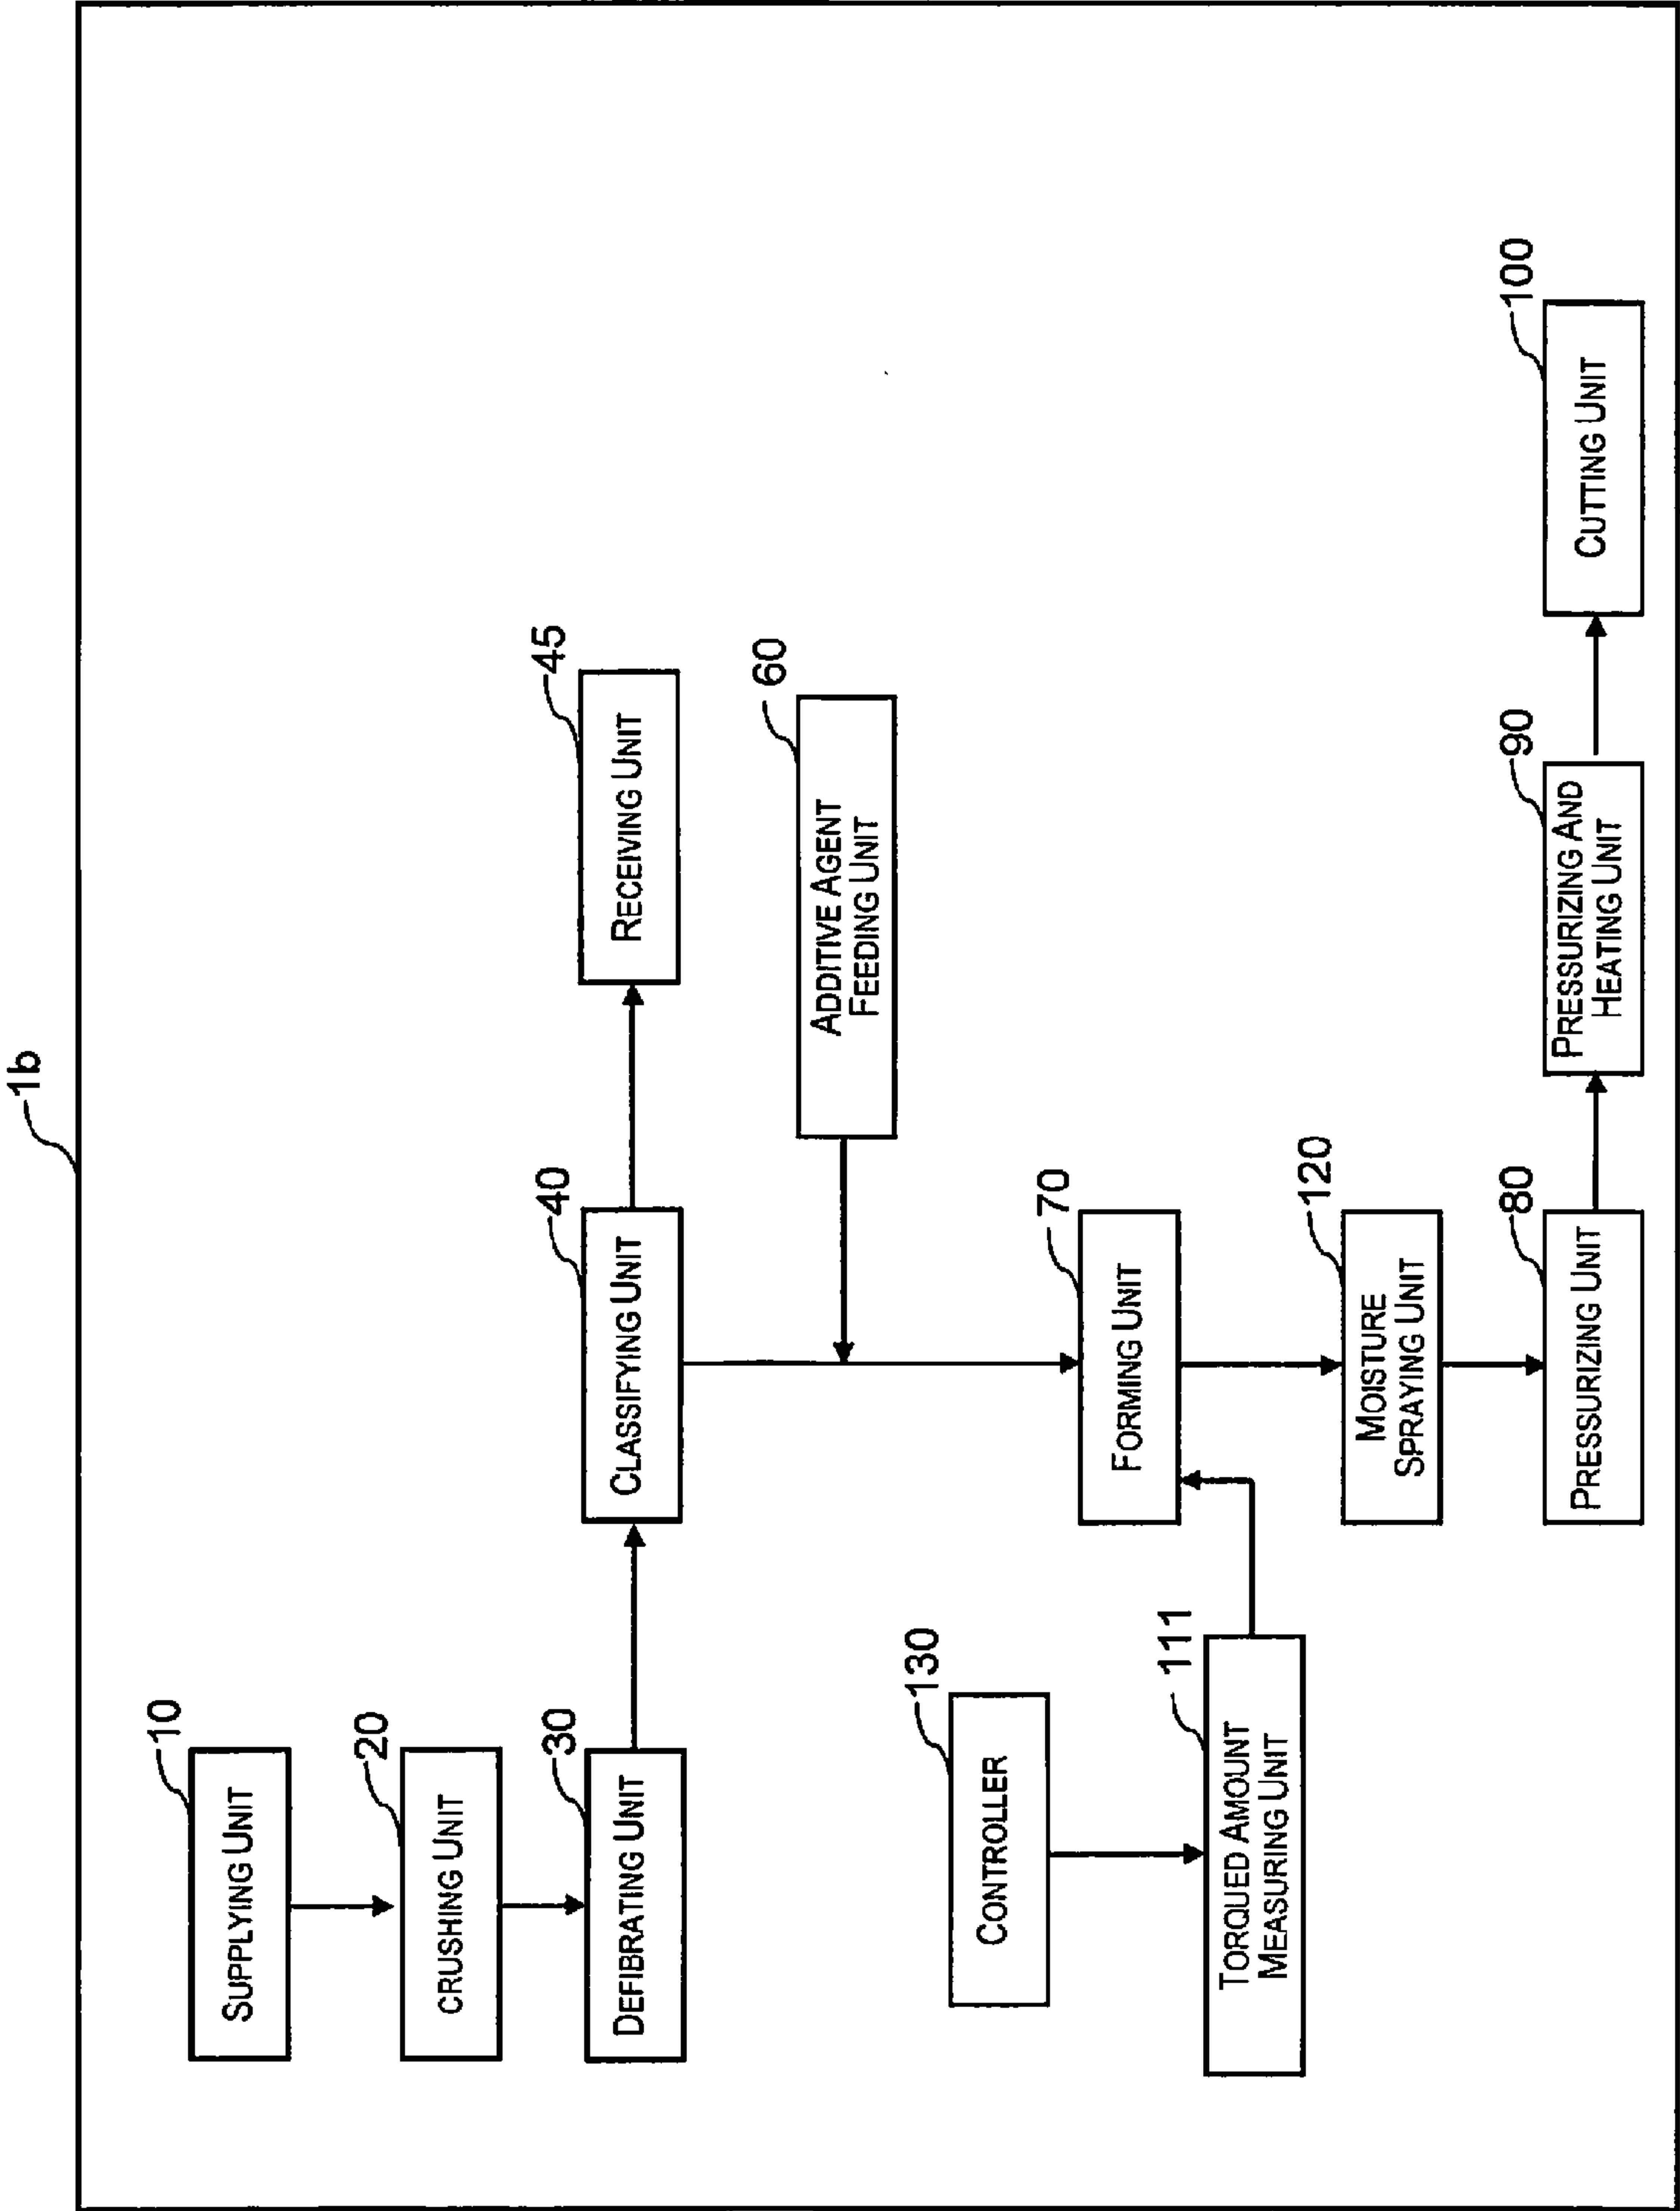 1b
10
SUPPLYING UNIT
20
CRUSHING UNIT
30
DEFIBRATING UNIT
40
CLASSIFYING UNIT
45
RECEIVING UNIT
60
ADDITIVE AGENT
FEEDING UNIT
130
CONTROLLER
111
TORQUED AMOUNT
MEASURING UNIT
70
FORMING UNIT
120
MOISTURE
SPRAYING UNIT
80
PRESSURIZING UNIT
90
PRESSURIZING AND
HEATING UNIT
100
CUTTING UNIT